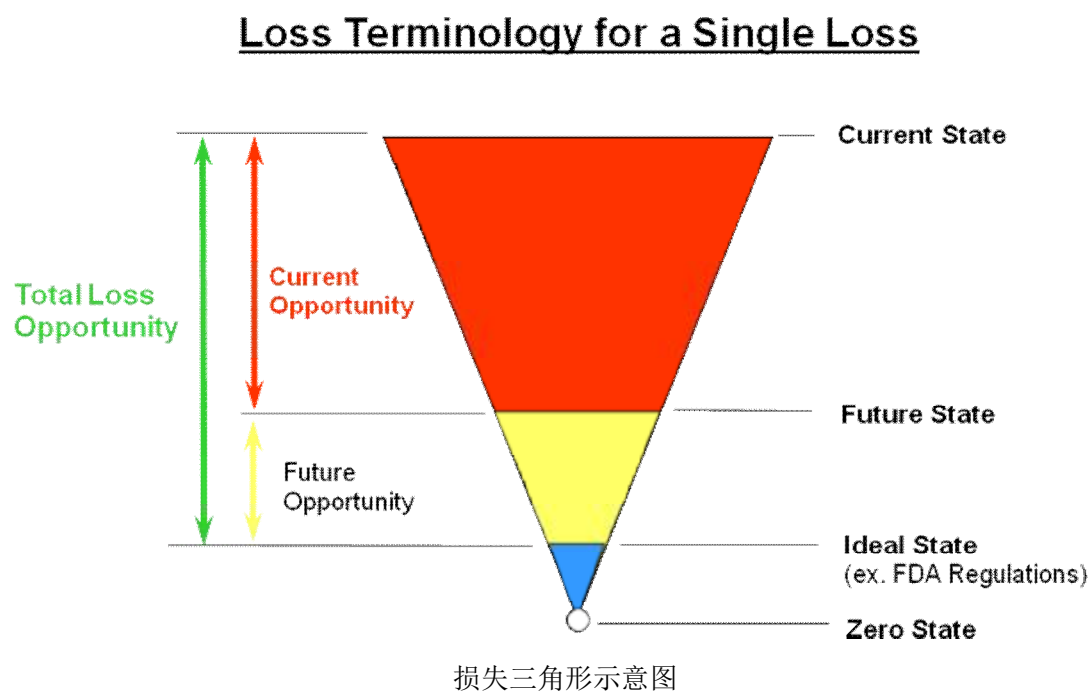 Loss Terminology for a Single Loss
Current State
Current
Opportunity
Total Loss
Opportunity
Future State
Future
Opportunity
Ideal State
(ex. FDA Regulations)
Zero State
损失三角形示意图